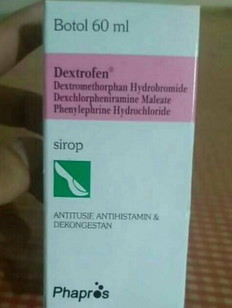 Botol 60 ml
Dextrofen®
Dextromethorphan Hydrobromide
Dexchlorpheniramine Maleate
Phenylephrine Hydrochloride
sirop
ANTITUSIF ANTIHISTAMIN &
DEKONGESTAN
Phapros